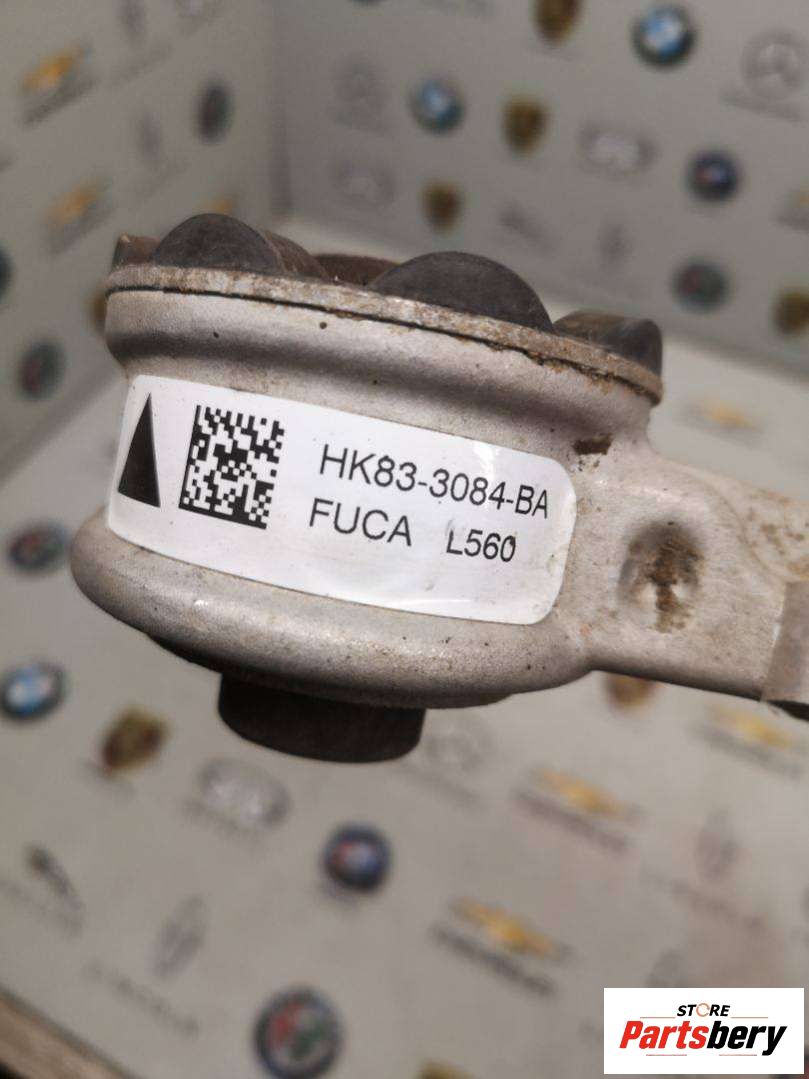 HK83-3084-BA
FUCA L560
STORE
Partsbery